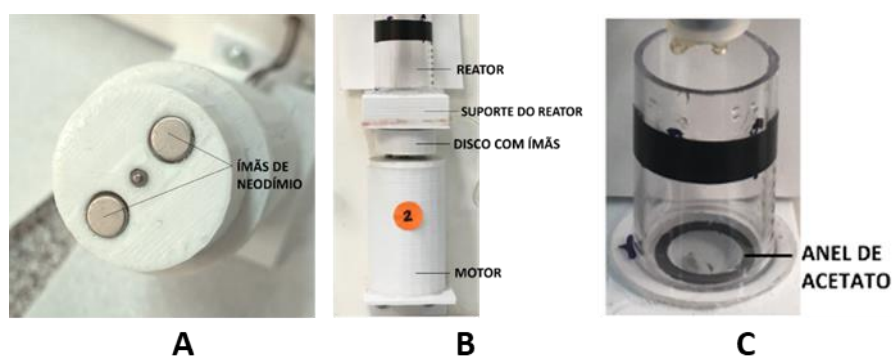 ÍMÃS DE
NEODÍMIO
A
REATOR
SUPORTE DO REATOR
DISCO COM ÍMÃS
2
MOTOR
B
ANEL DE
ACETATO
C